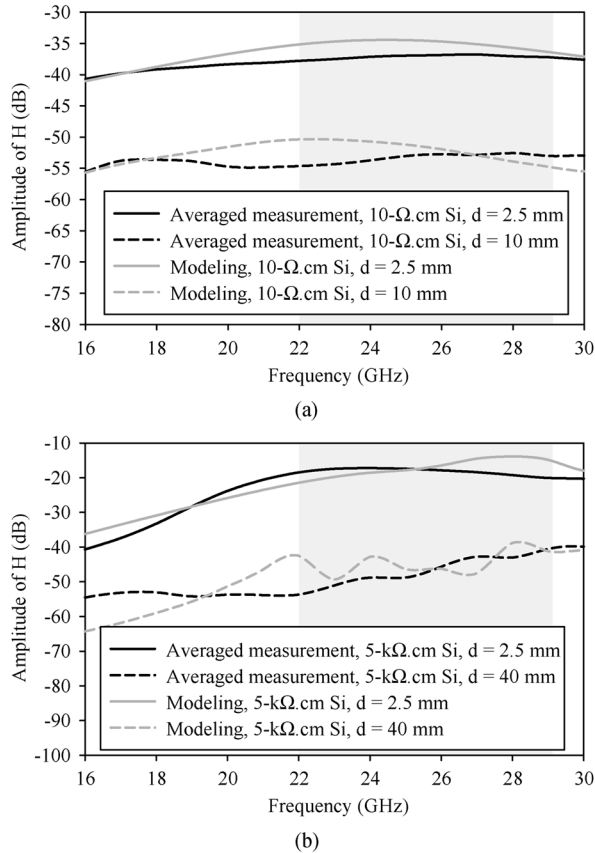 -30
-35
-40
-45
-50
-55
-60
-65
-70
-75
-80
Amplitude of H (dB)
Averaged measurement, 10-Ω.cm Si, d = 2.5 mm
Averaged measurement, 10-Ω.cm Si, d = 10 mm
Modeling, 10-Ω.cm Si, d = 2.5 mm
Modeling, 10-Ω.cm Si, d = 10 mm
16 18 20 22 24 26 28 30
Frequency (GHz)
(a)
-10
-20
-30
-40
-50
-60
-70
-80
-90
-100
Amplitude of H (dB)
Averaged measurement, 5-kΩ.cm Si, d = 2.5 mm
Averaged measurement, 5-kΩ.cm Si, d = 40 mm
Modeling, 5-kΩ.cm Si, d = 2.5 mm
Modeling, 5-kΩ.cm Si, d = 40 mm
16 18 20 22 24 26 28 30
Frequency (GHz)
(b)